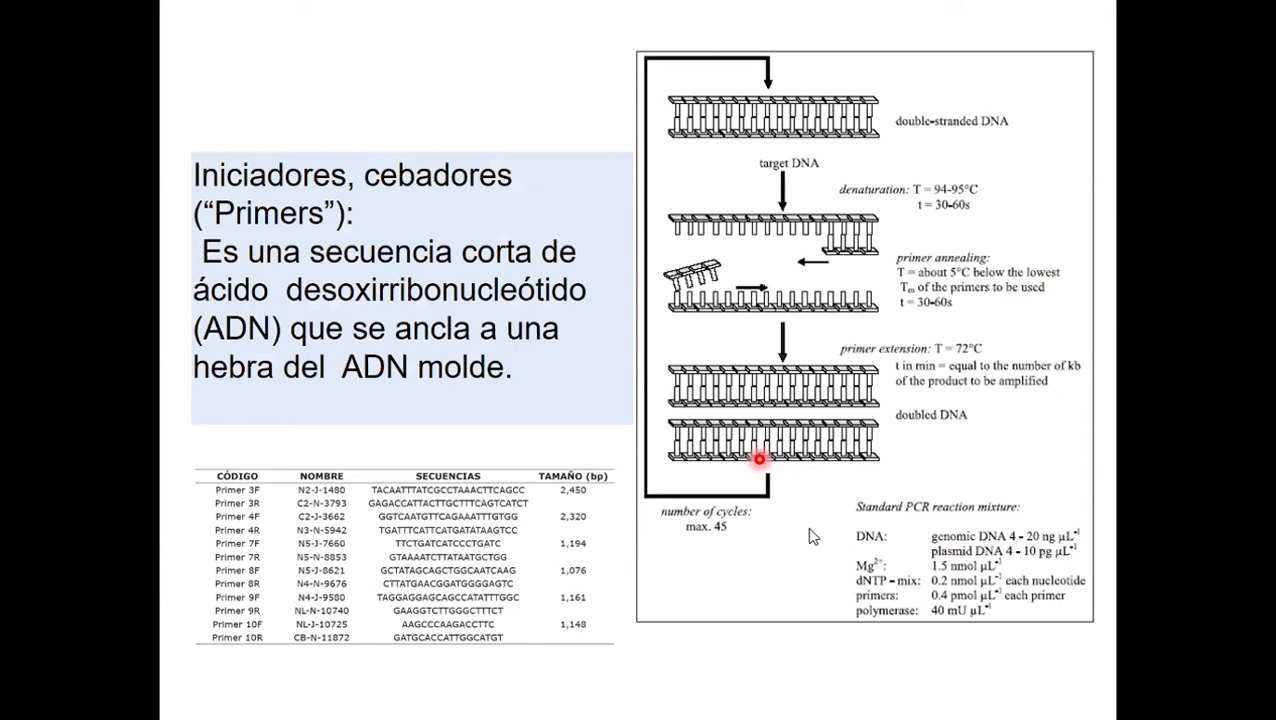 Iniciadores, cebadores
(“Primers”):
Es una secuencia corta de
ácido desoxirribonucleótido
(ADN) que se ancla a una
hebra del ADN molde.
CÓDIGO NOMBRE SECUENCIAS TAMAÑO (bp)
Primer 3F N2-J-1480 TACAATTTATCGCCTAAACTTCAGCC 2,450
Primer 3R C2-N-3793 GAGACCATTACTTGCTTTCAGTCATCT
Primer 4F C2-J-3662 GGTCAATGTTCAGAAATTTGTGG 2,320
Primer 4R N3-N-5942 TGATTTCATCATGATATAAGTCC
Primer 7F N5-J-7660 TTCTGATCATCCCTGATC 1,194
Primer 7R N5-N-8853 GTAAAATCTTATAATGCTGG
Primer 8F N5-J-8621 GCTATAGCAGCTGGCAATCAAG 1,076
Primer 8R N4-N-9676 CTTATGAACGGATGGGGAGTC
Primer 9F N4-J-9580 TAGGAGGAGCAGCCATATTTGGC 1,161
Primer 9R NL-N-10740 GAAGGTCTTGGGCTTTCT
Primer 10F NL-J-10725 AAGCCCAAGACCTTC 1,148
Primer 10R CB-N-11872 GATGCACCATTGGCATGT
double-stranded DNA
target DNA
denaturation: T = 94-95°C
t = 30-60s
primer annealing:
T = about 5°C below the lowest
Tm of the primers to be used
t = 30-60s
primer extension: T = 72°C
t in min = equal to the number of kb
of the product to be amplified
doubled DNA
number of cycles:
max. 45
Standard PCR reaction mixture:
DNA: genomic DNA 4 - 20 ng µL⁻¹
plasmid DNA 4 - 10 pg µL⁻¹
Mg²⁺: 1.5 nmol µL⁻¹
dNTP - mix: 0.2 nmol µL⁻¹ each nucleotide
primers: 0.4 pmol µL⁻¹ each primer
polymerase: 40 mU µL⁻¹